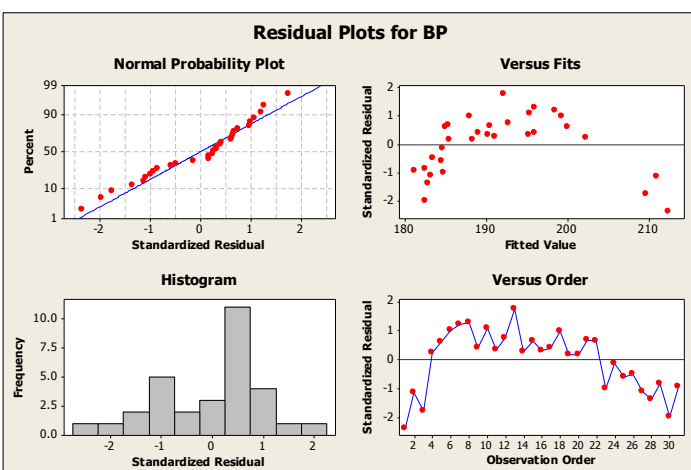 Residual Plots for BP
Normal Probability Plot
99
90
50
10
1
Percent
-2 -1 0 1 2
Standardized Residual
Versus Fits
2
1
0
-1
-2
Standardized Residual
180 190 200 210
Fitted Value
Histogram
10.0
7.5
5.0
2.5
0.0
Frequency
-2 -1 0 1 2
Standardized Residual
Versus Order
2
1
0
-1
-2
Standardized Residual
2 4 6 8 10 12 14 16 18 20 22 24 26 28 30
Observation Order